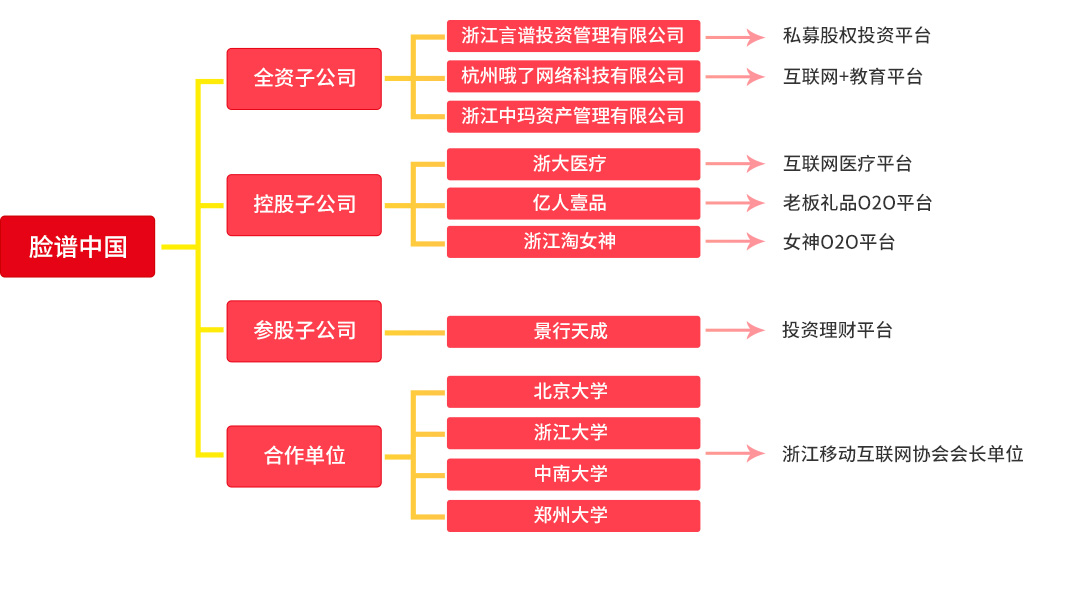 脸谱中国
全资子公司
浙江言谱投资管理有限公司
私募股权投资平台
杭州哦了网络科技有限公司
互联网+教育平台
浙江中玛资产管理有限公司
控股子公司
浙大医疗
互联网医疗平台
亿人壹品
老板礼品O2O平台
浙江淘女神
女神O2O平台
参股子公司
景行天成
投资理财平台
合作单位
北京大学
浙江大学
中南大学
郑州大学
浙江移动互联网协会会长单位